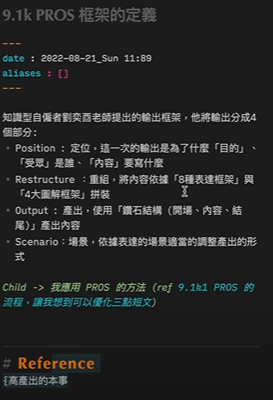 9.1k PROS 框架的定義
---
date : 2022-08-21_Sun 11:89
aliases : []
---
知識型自僱者劉奕酉老師提出的輸出框架，他將輸出分成4
個部分：
Position ： 定位，這一次的輸出是為了什麼「目的」、
「受眾」是誰、「內容」要寫什麼
Restructure ：重組，將內容依據「8種表達框架」與
「4大圖解框架」拼裝
Output ： 產出，使用「鑽石結構（開場、內容、結
尾）」產出內容
Scenario：場景，依據表達的場景適當的調整產出的形
式
Child -> 我應用 PROS 的方法 (ref 9.1k1 PROS 的
流程，讓我想到可以優化三點短文)
# Reference
{高產出的本事